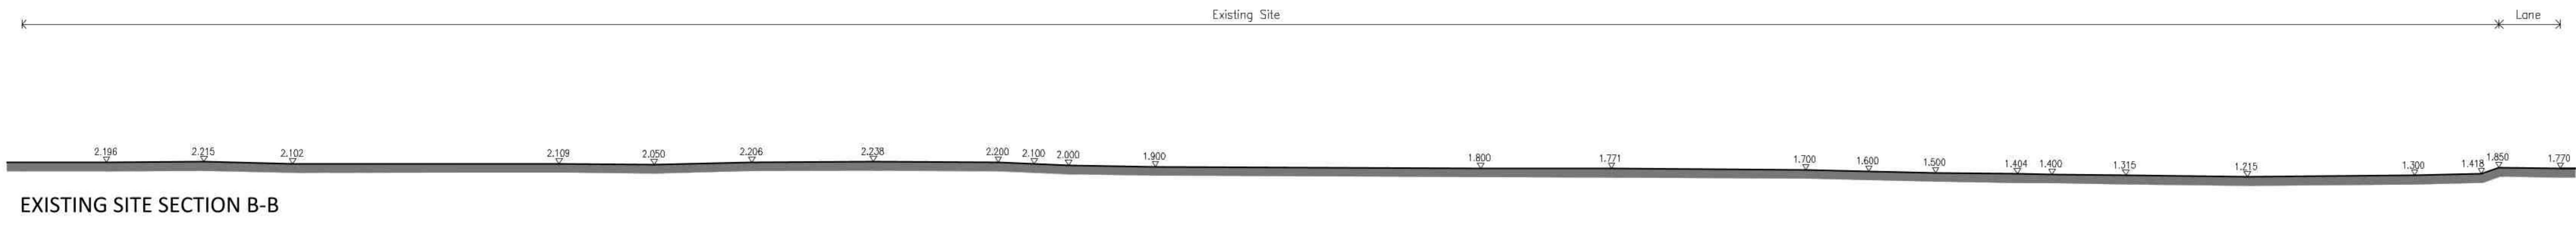 Existing Site Lane
2.196 2.215 2.102 2.109 2.050 2.206 2.238 2.200 2.100 2.000 1.900 1.800 1.771 1.700 1.600 1.500 1.404 1.400 1.315 1.215 1.300 1.418 1.850 1.770
EXISTING SITE SECTION B-B